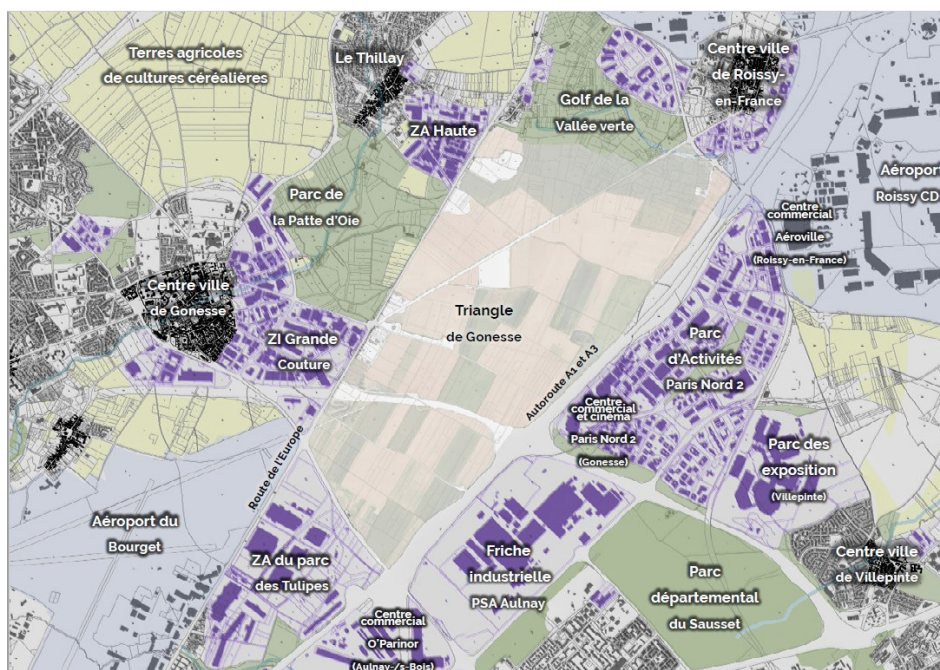 Terres agricoles
de cultures céréalières
Le Thillay
ZA Haute
Golf de la
Vallée verte
Centre ville
de Roissy-
en-France
Aéroport
Roissy CD
Parc de
la Patte d'Oie
Centre
commercial
Aéroville
(Roissy-en-France)
Centre ville
de Gonesse
ZI Grande
Couture
Triangle
de Gonesse
Autoroute A1 et A3
Parc
d'Activités
Paris Nord 2
Centre
commercial
et cinéma
Paris Nord 2
(Gonesse)
Parc des
exposition
(Villepinte)
Route de l'Europe
Aéroport du
Bourget
ZA du parc
des Tulipes
Friche
industrielle
PSA Aulnay
Parc
départemental
du Sausset
Centre ville
de Villepinte
Centre
commercial
O'Parinor
(Aulnay-/s-Bois)